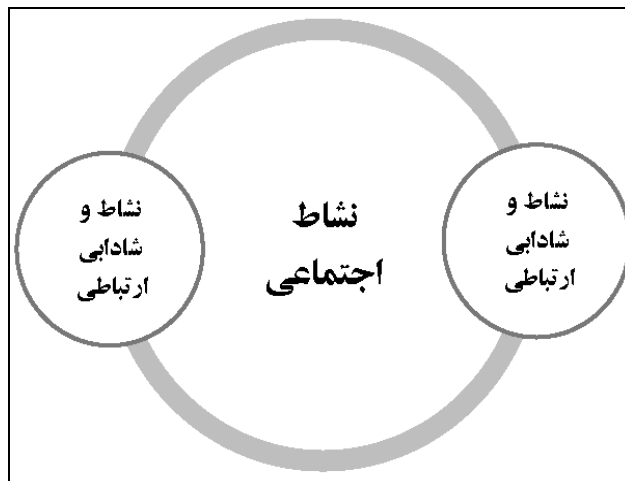 نشاط و
شادابی
ارتباطی
نشاط
اجتماعی
نشاط و
شادابی
ارتباطی